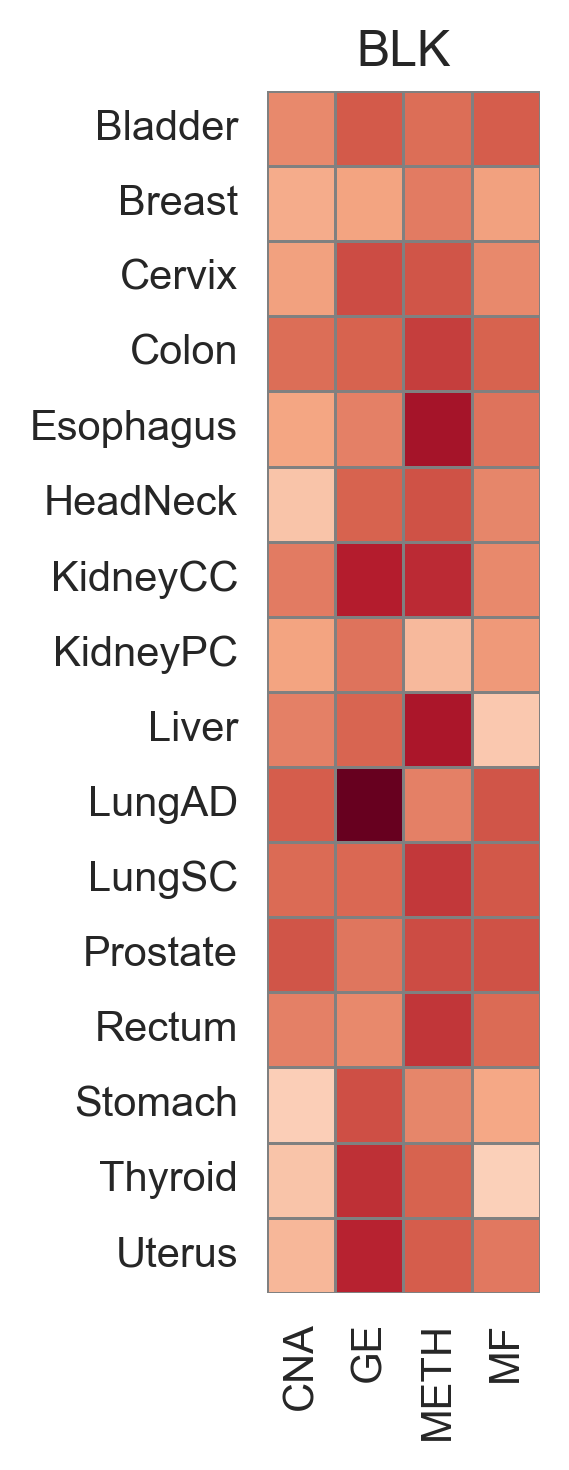 BLK
Bladder
Breast
Cervix
Colon
Esophagus
HeadNeck
KidneyCC
KidneyPC
Liver
LungAD
LungSC
Prostate
Rectum
Stomach
Thyroid
Uterus
CNA
GE
METH
MF